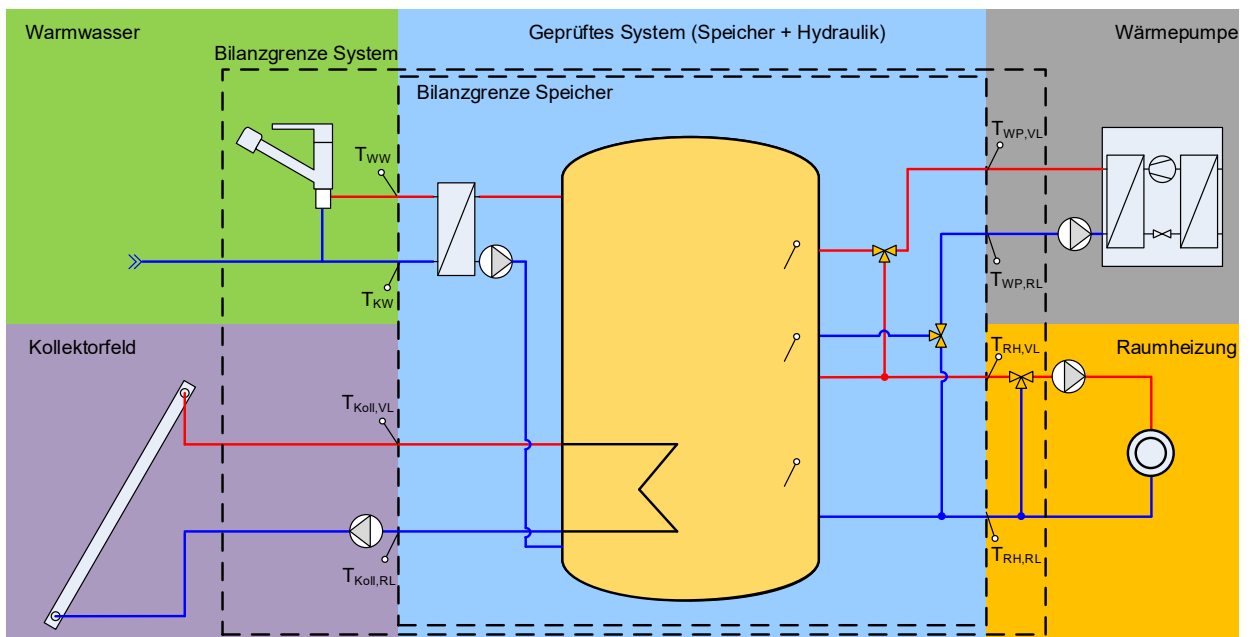 Warmwasser
Geprüftes System (Speicher + Hydraulik)
Wärmepumpe
Bilanzgrenze System
Bilanzgrenze Speicher
TWW
TWP,VL
TKW
TWP,RL
Kollektorfeld
TRH,VL
Raumheizung
TKoll,VL
TKoll,RL
TRH,RL